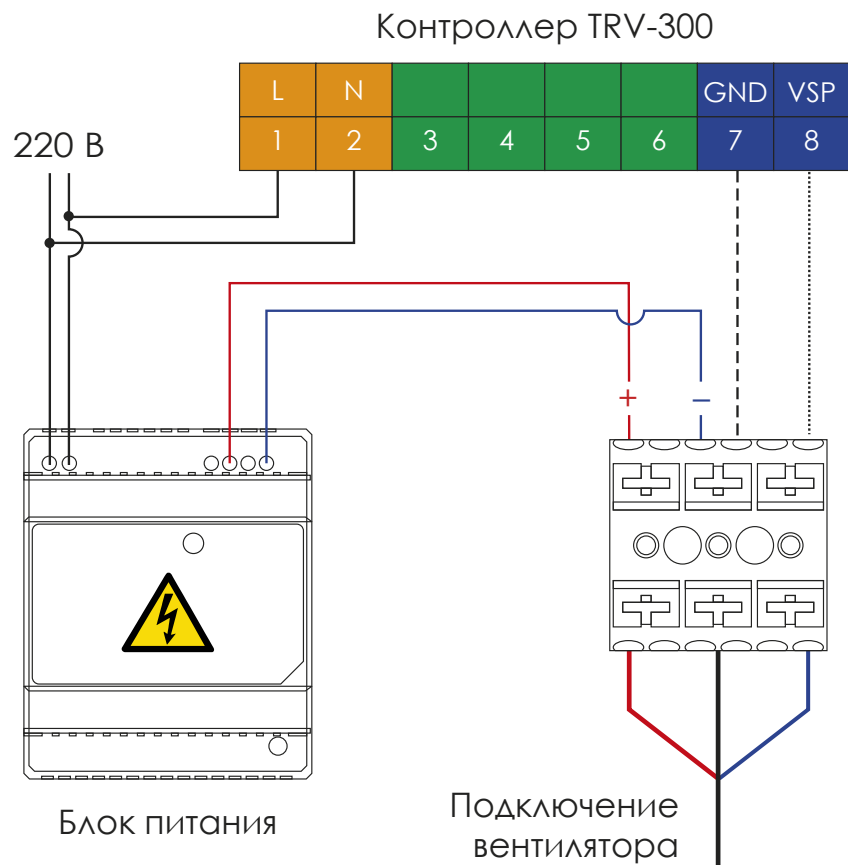 Контроллер TRV-300
L N GND VSP
1 2 3 4 5 6 7 8
220 В
+ –
Блок питания
Подключение
вентилятора